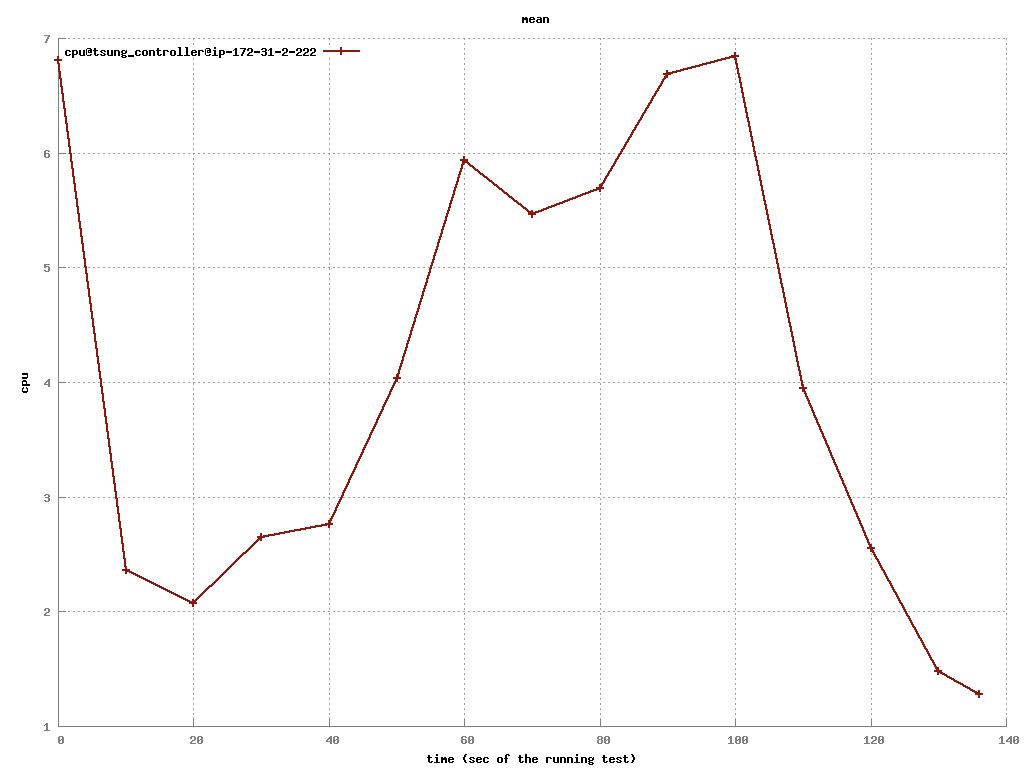 mean
7
cpu@tsung_controller@ip-172-31-2-222
6
5
4
cpu
3
2
1
0 20 40 60 80 100 120 140
time (sec of the running test)